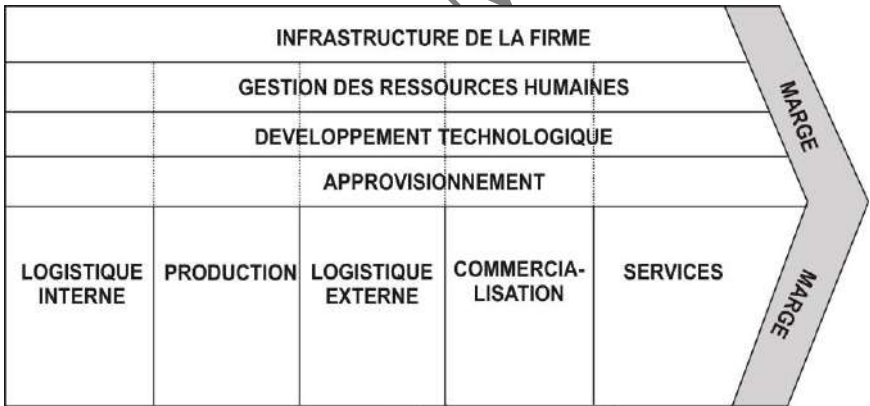 INFRASTRUCTURE DE LA FIRME
GESTION DES RESSOURCES HUMAINES
DEVELOPPEMENT TECHNOLOGIQUE
APPROVISIONNEMENT
MARGE
LOGISTIQUE
INTERNE
PRODUCTION
LOGISTIQUE
EXTERNE
COMMERCIA-
LISATION
SERVICES
MARGE